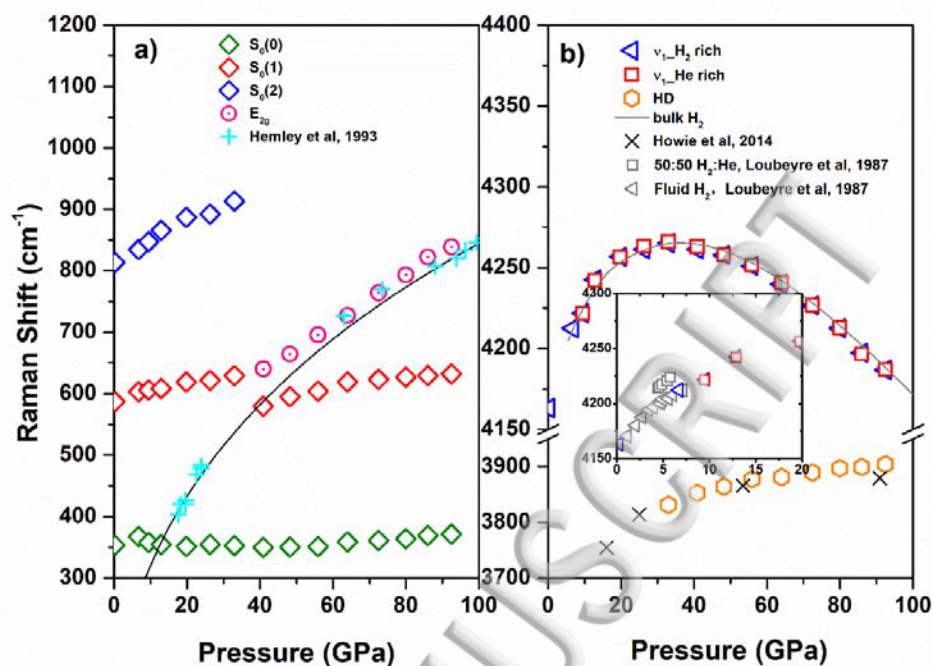 a)
S₀(0)
S₀(1)
S₀(2)
E₂g
Hemley et al, 1993
1200
1100
1000
900
800
700
600
500
400
300
0
20
40
60
80
100
Raman Shift (cm⁻¹)
Pressure (GPa)
b)
ν₁_H₂ rich
ν₁_He rich
HD
bulk H₂
Howie et al, 2014
50:50 H₂:He, Loubeyre et al, 1987
Fluid H₂, Loubeyre et al, 1987
4400
4350
4300
4250
4200
4150
3900
3800
3700
4300
4250
4200
4150
0
5
10
15
20
0
20
40
60
80
100
Pressure (GPa)
USCRIPT